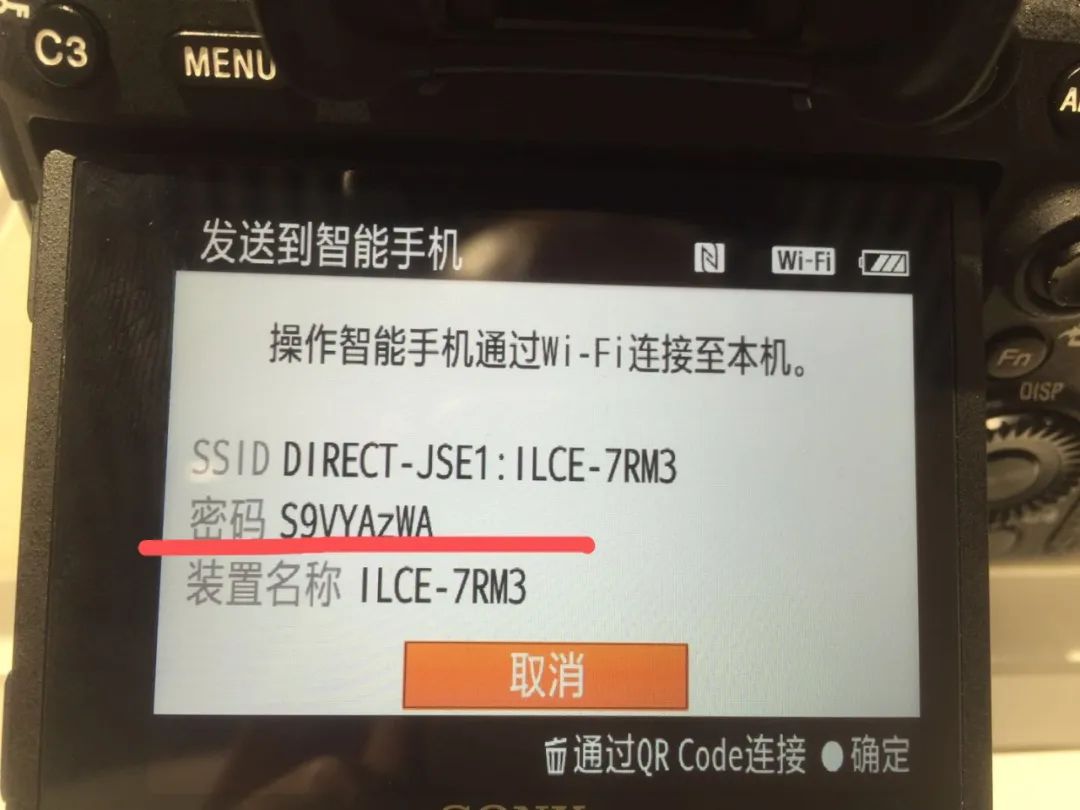 C3
MENU
发送到智能手机
Wi-Fi
操作智能手机通过Wi-Fi连接至本机。
SSID DIRECT-JSE1:ILCE-7RM3
密码 S9VYAzWA
装置名称 ILCE-7RM3
取消
通过QR Code连接 ●确定
Fn
DISP
SONY